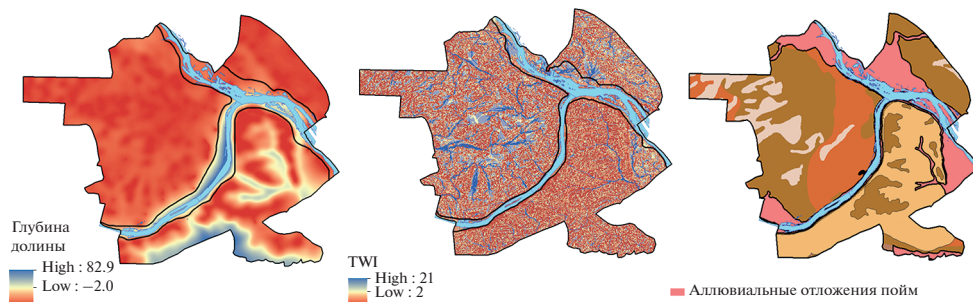 Глубина
долины
High : 82.9
Low : −2.0
TWI
High : 21
Low : 2
Аллювиальные отложения пойм